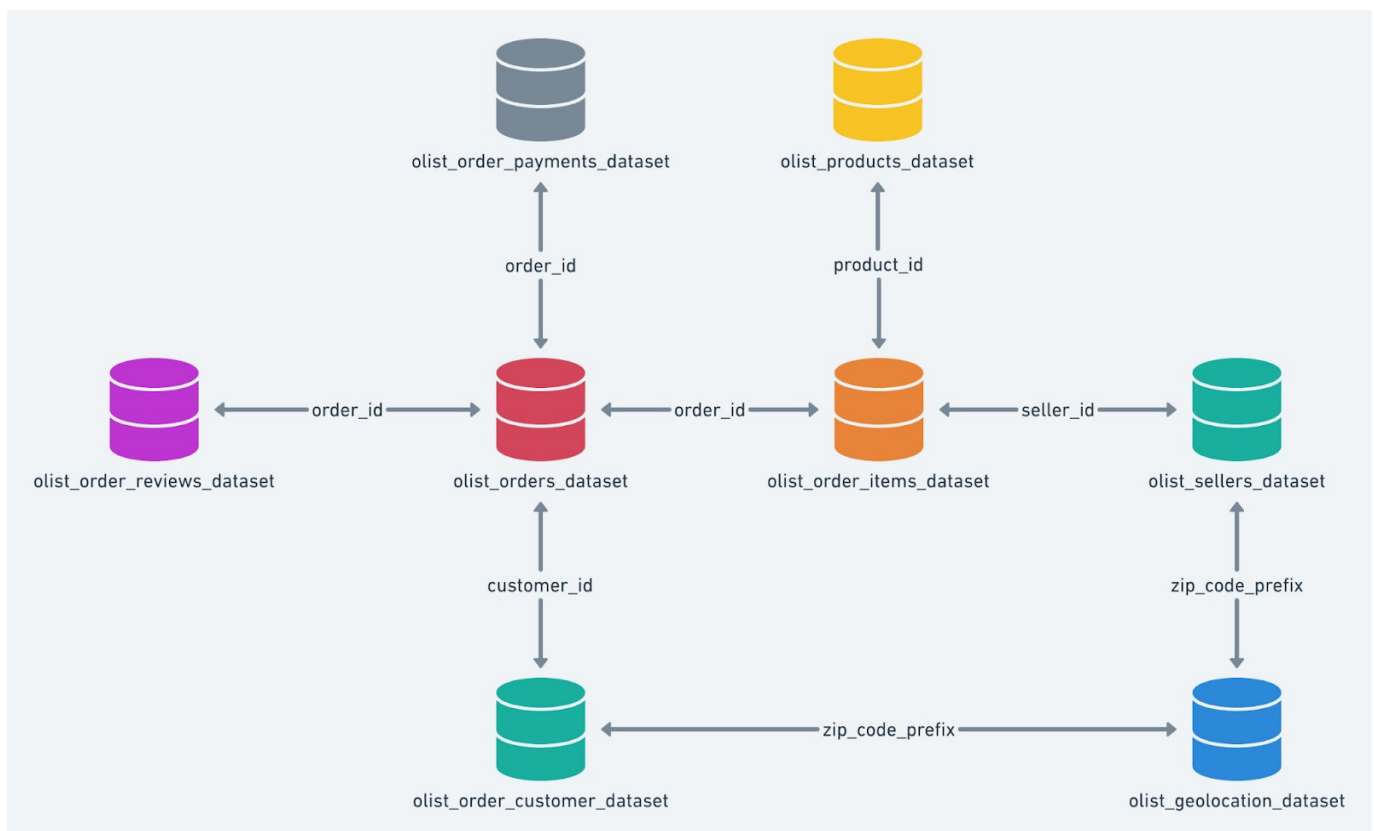 olist_order_payments_dataset
olist_products_dataset
order_id
product_id
order_id
order_id
seller_id
olist_order_reviews_dataset
olist_orders_dataset
olist_order_items_dataset
olist_sellers_dataset
customer_id
zip_code_prefix
zip_code_prefix
olist_order_customer_dataset
olist_geolocation_dataset